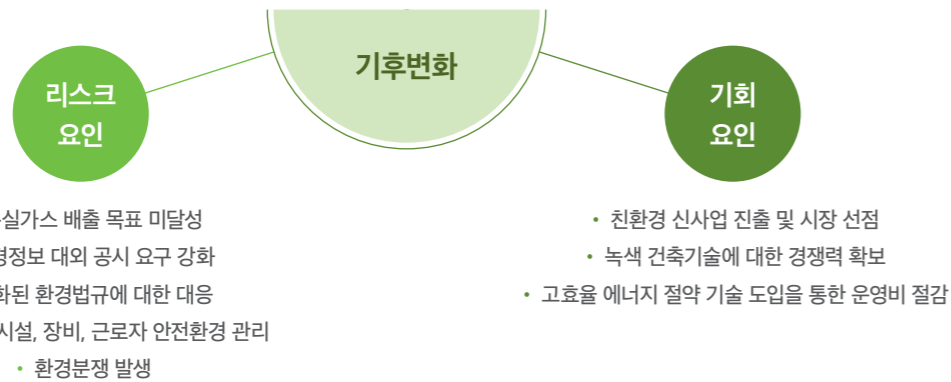 기후변화
리스크
요인
실가스 배출 목표 미달성
정보 대외 공시 요구 강화
화된 환경법규에 대한 대응
시설, 장비, 근로자 안전환경 관리
• 환경분쟁 발생
기회
요인
• 친환경 신사업 진출 및 시장 선점
• 녹색 건축기술에 대한 경쟁력 확보
• 고효율 에너지 절약 기술 도입을 통한 운영비 절감